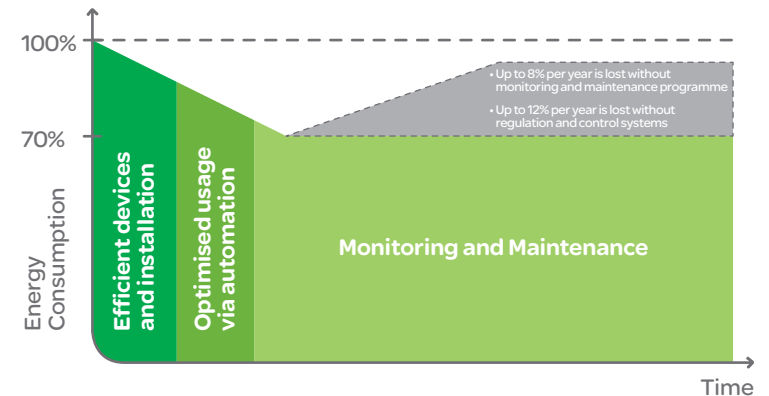 100%
• Up to 8% per year is lost without
monitoring and maintenance programme
• Up to 12% per year is lost without
regulation and control systems
70%
Energy
Consumption
Efficient devices
and installation
Optimised usage
via automation
Monitoring and Maintenance
Time